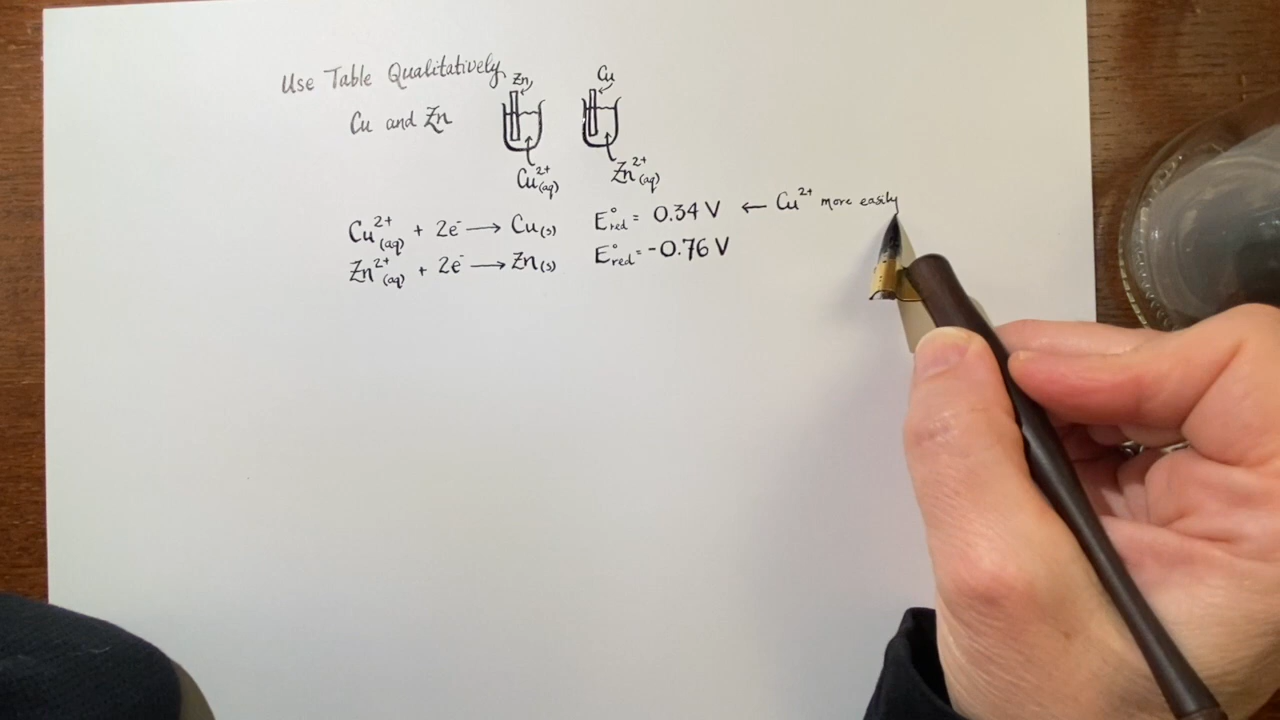 Use Table Qualitatively
Cu and Zn
Zn
Cu
Cu²⁺(aq)
Zn²⁺(aq)
Cu²⁺(aq) + 2e⁻ → Cu(s) E°red = 0.34 V ← Cu²⁺ more easily
Zn²⁺(aq) + 2e⁻ → Zn(s) E°red = -0.76 V